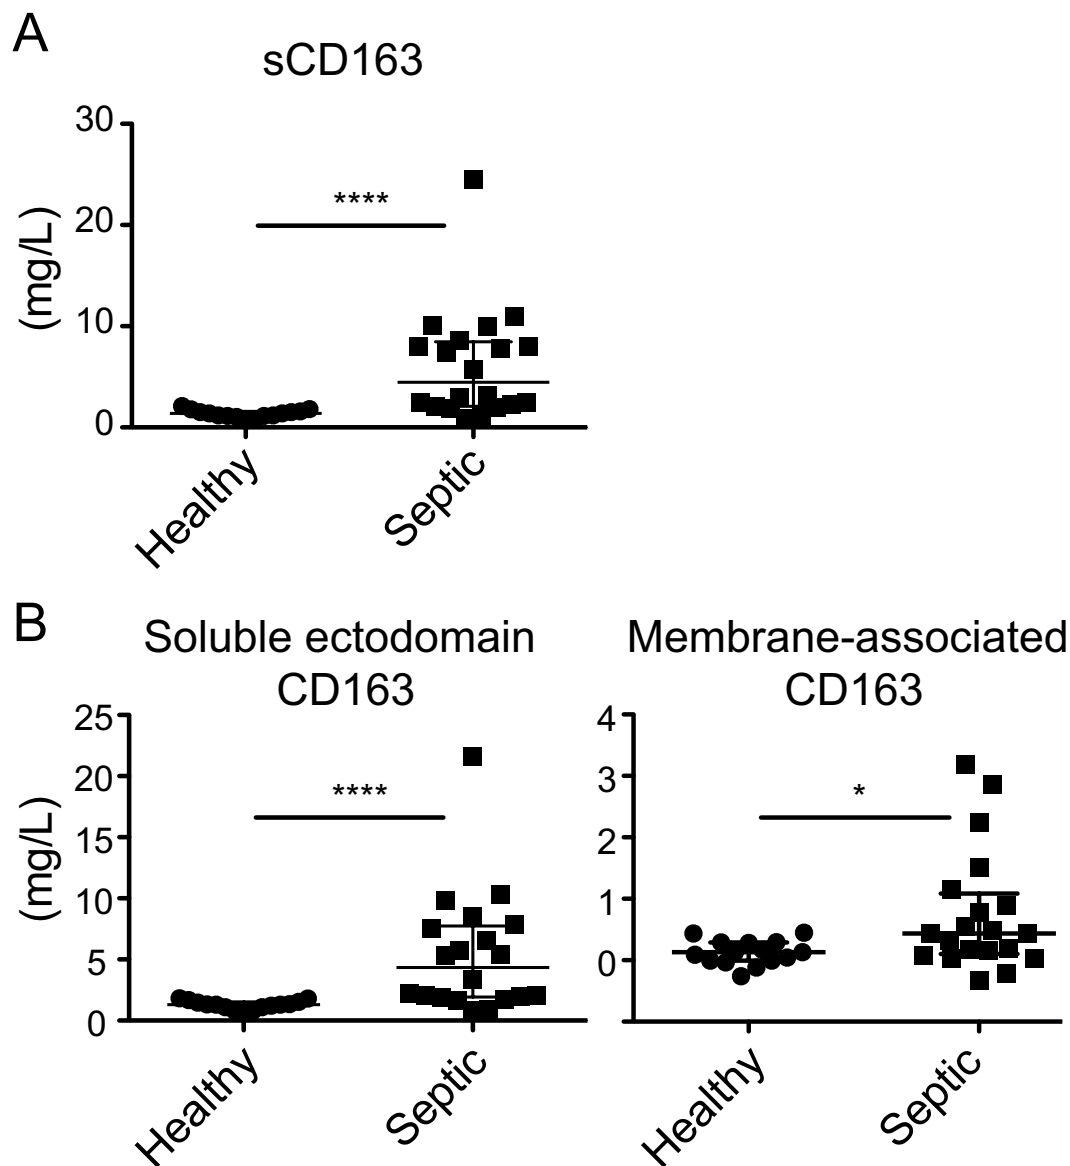 A
sCD163
30
20
10
0
(mg/L)
****
Healthy
Septic
B
Soluble ectodomain
CD163
25
20
15
10
5
0
(mg/L)
****
Healthy
Septic
Membrane-associated
CD163
4
3
2
1
0
*
Healthy
Septic